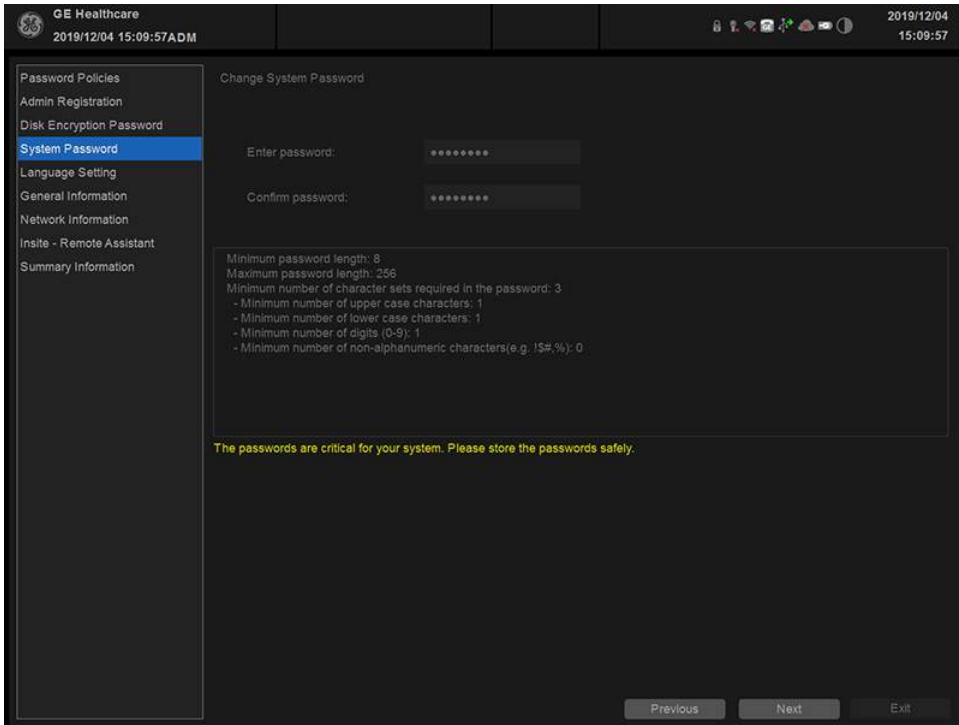 GE Healthcare
2019/12/04 15:09:57ADM
2019/12/04
15:09:57
Password Policies
Admin Registration
Disk Encryption Password
System Password
Language Setting
General Information
Network Information
Insite - Remote Assistant
Summary Information
Change System Password
Enter password:
Confirm password:
Minimum password length: 8
Maximum password length: 256
Minimum number of character sets required in the password: 3
- Minimum number of upper case characters: 1
- Minimum number of lower case characters: 1
- Minimum number of digits (0-9): 1
- Minimum number of non-alphanumeric characters(e.g. !$#,%): 0
The passwords are critical for your system. Please store the passwords safely.
Previous
Next
Exit